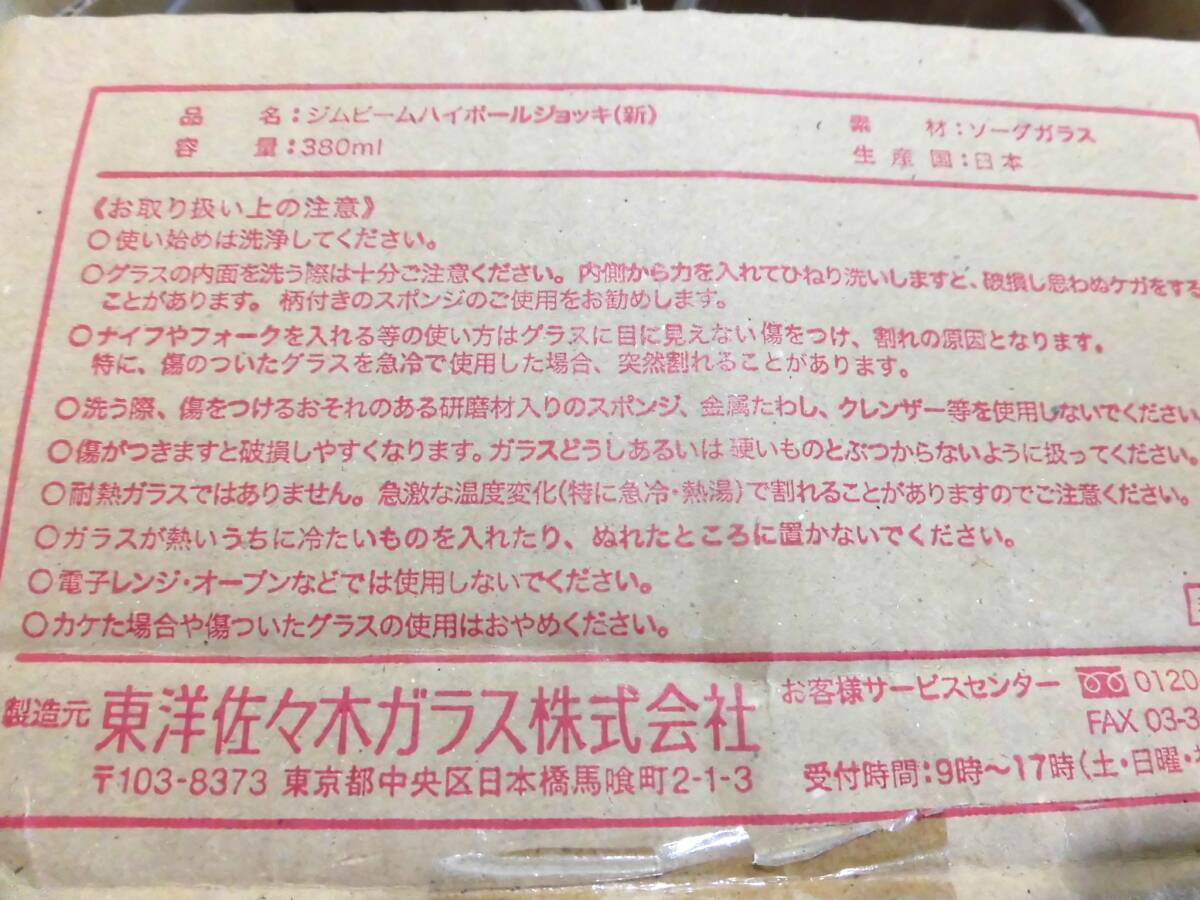 品 名：ジムビームハイボールジョッキ(新)
素 材：ソーダガラス
容 量：380ml
生産国：日本
《お取り扱い上の注意》
○使い始めは洗浄してください。
○グラスの内面を洗う際は十分ご注意ください。内側から力を入れてひねり洗いしますと、破損し思わぬケガをする
ことがあります。柄付きのスポンジのご使用をお勧めします。
○ナイフやフォークを入れる等の使い方はグラスに目に見えない傷をつけ、割れの原因となります。
特に、傷のついたグラスを急冷で使用した場合、突然割れることがあります。
○洗う際、傷をつけるおそれのある研磨材入りのスポンジ、金属たわし、クレンザー等を使用しないでください
○傷がつきますと破損しやすくなります。ガラスどうしあるいは硬いものとぶつからないように扱ってください。
○耐熱ガラスではありません。急激な温度変化(特に急冷・熱湯)で割れることがありますのでご注意ください。
○ガラスが熱いうちに冷たいものを入れたり、ぬれたところに置かないでください。
○電子レンジ・オーブンなどでは使用しないでください。
○カケた場合や傷ついたグラスの使用はおやめください。
製造元 東洋佐々木ガラス株式会社
〒103-8373 東京都中央区日本橋馬喰町2-1-3
お客様サービスセンター 0120
FAX 03-3
受付時間：9時〜17時(土・日曜・